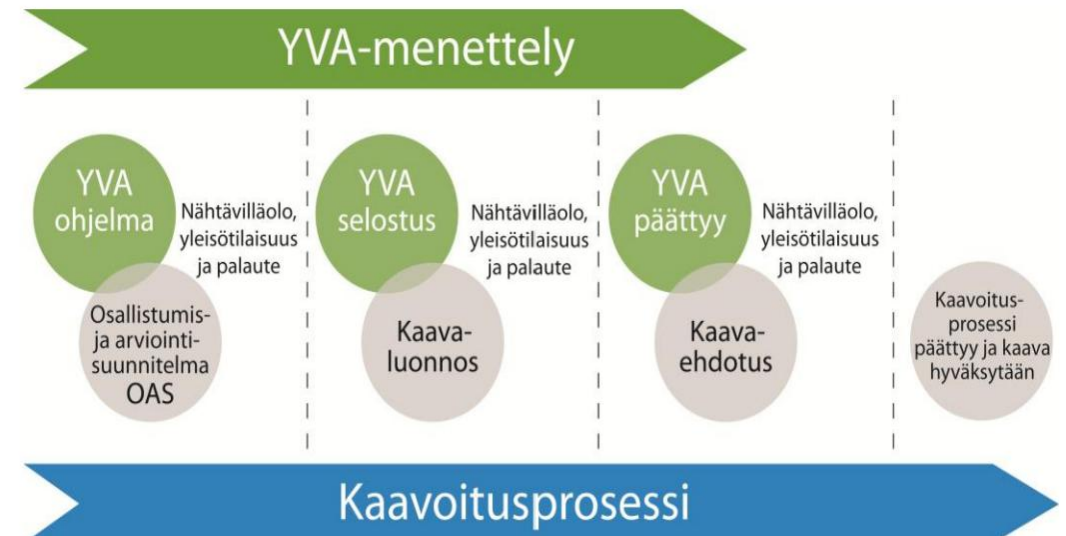 YVA-menettely
YVA
ohjelma
Nähtävilläolo,
yleisötilaisuus
ja palaute
Osallistumis-
ja arviointi-
suunnitelma
OAS
YVA
selostus
Nähtävilläolo,
yleisötilaisuus
ja palaute
Kaava-
luonnos
YVA
päättyy
Nähtävilläolo,
yleisötilaisuus
ja palaute
Kaava-
ehdotus
Kaavoitus-
prosessi
päättyy ja kaava
hyväksytään
Kaavoitusprosessi